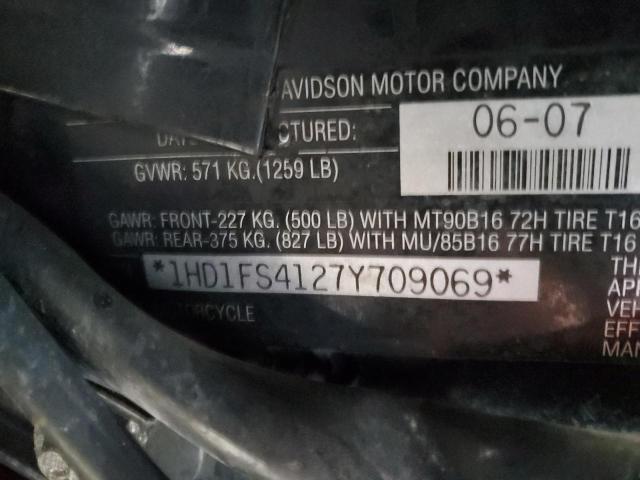 AVIDSON MOTOR COMPANY
CTURED:
06-07
GVWR: 571 KG.(1259 LB)
GAWR: FRONT-227 KG. (500 LB) WITH MT90B16 72H TIRE T16
GAWR: REAR-375 KG. (827 LB) WITH MU/85B16 77H TIRE T16
*1HD1FS4127Y709069*
ORCYCLE
TH
APP
VEH
EFF
MAN